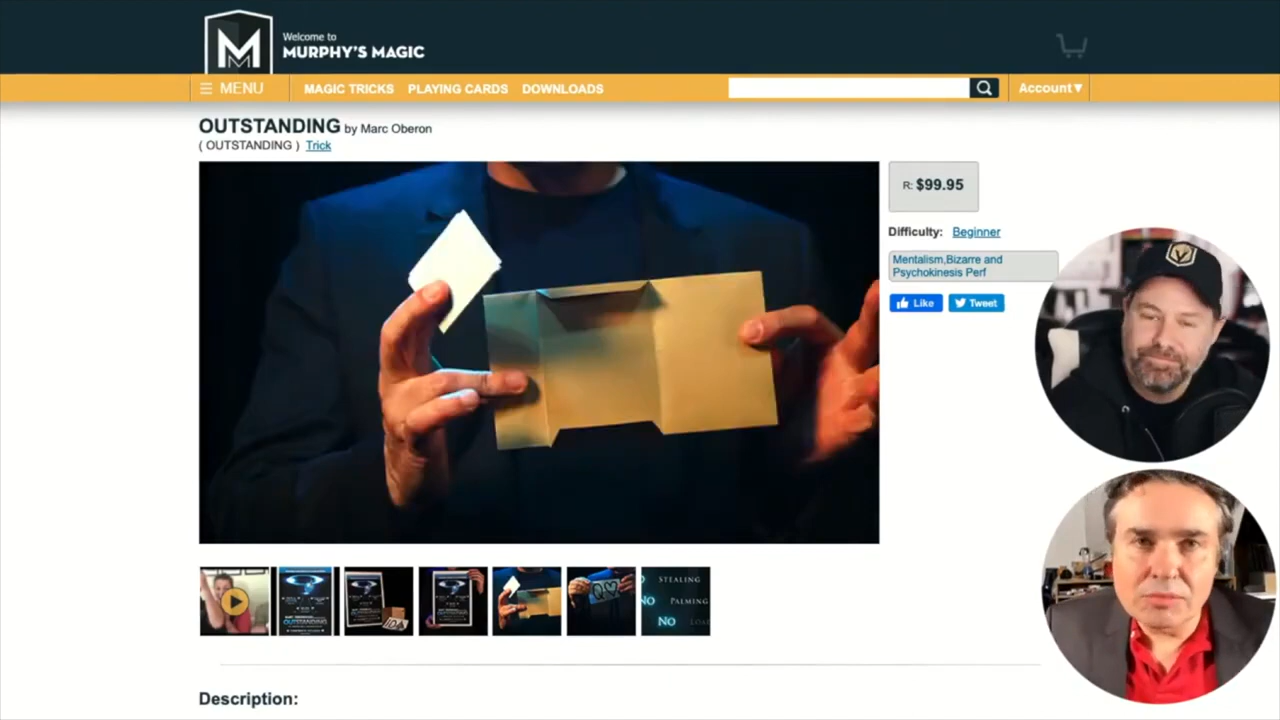 Welcome to
MURPHY'S MAGIC
MENU
MAGIC TRICKS
PLAYING CARDS
DOWNLOADS
Account▼
OUTSTANDING by Marc Oberon
( OUTSTANDING ) Trick
R: $99.95
Difficulty: Beginner
Mentalism,Bizarre and
Psychokinesis Perf
Like
Tweet
OUTSTANDING
STEALING
NO PALMING
NO
Description: